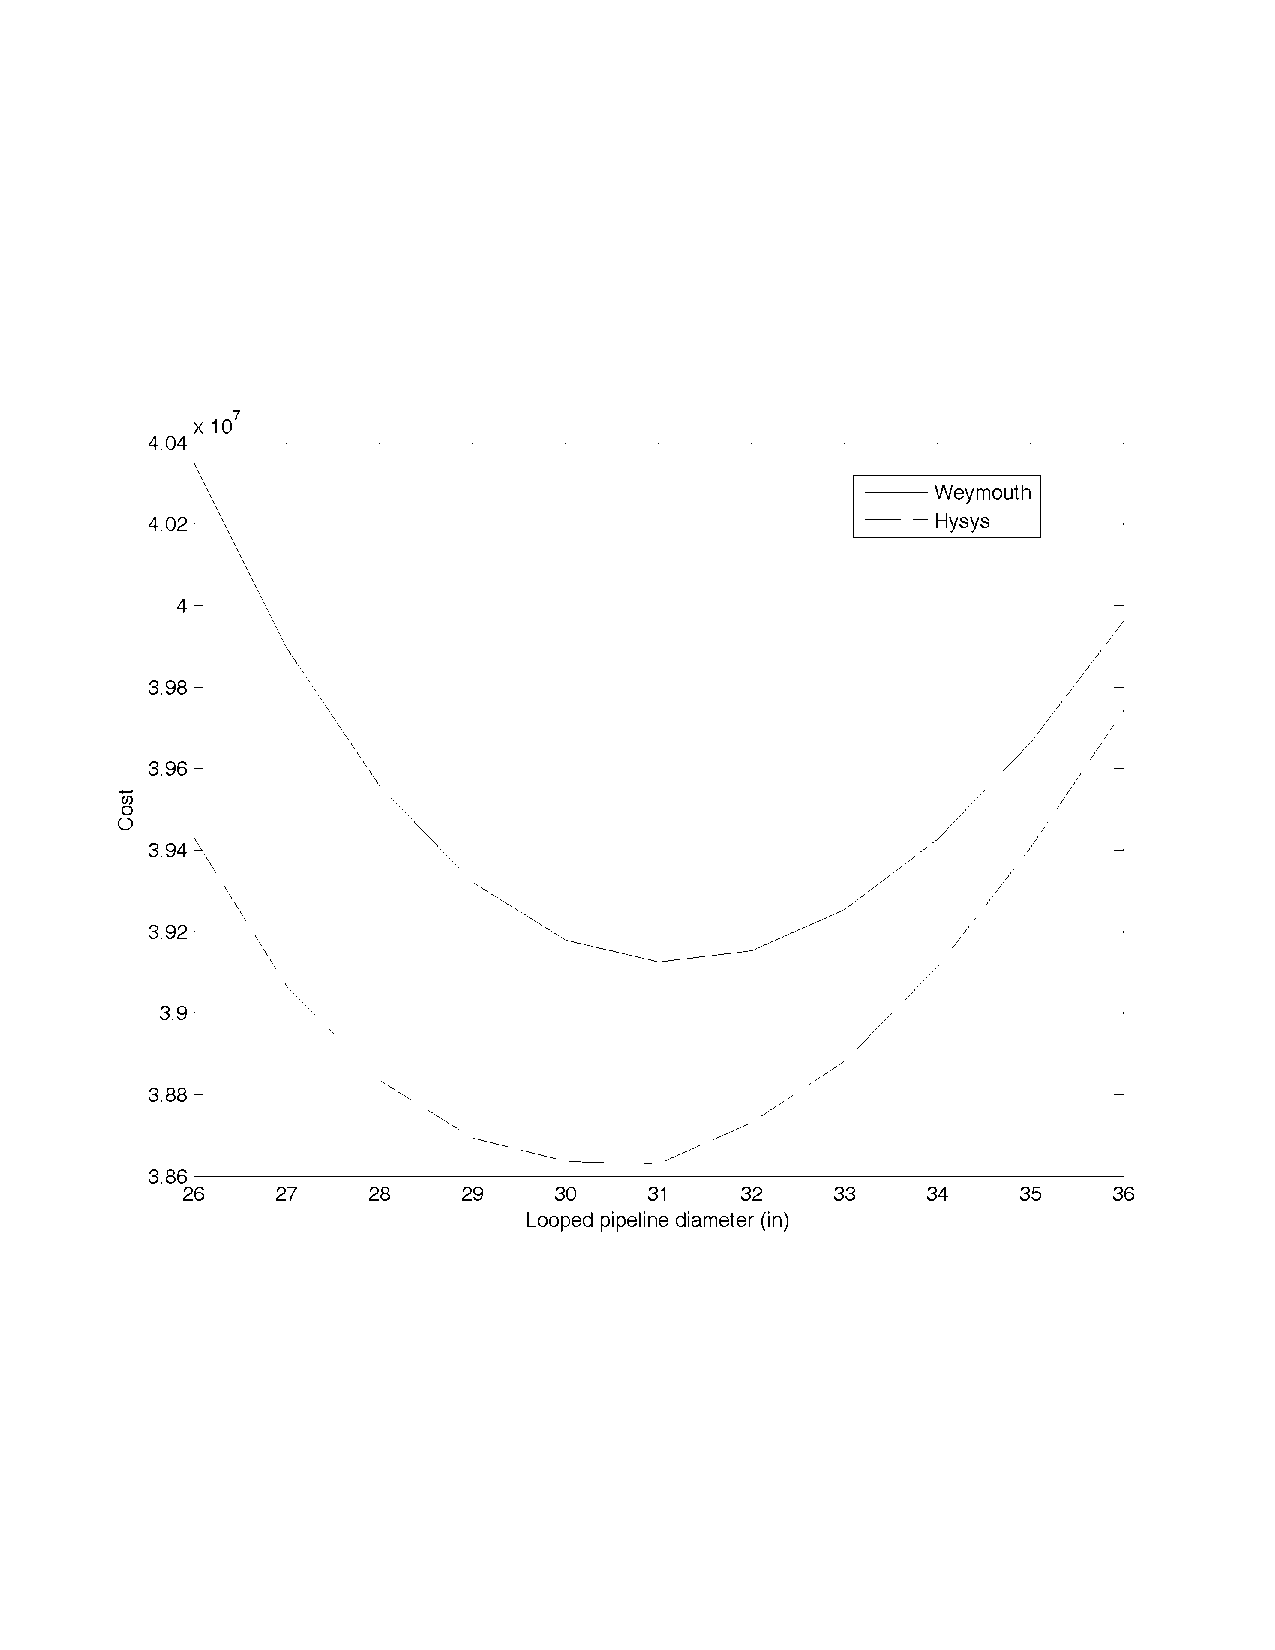 x 10^7
4.04
4.02
4
3.98
3.96
3.94
3.92
3.9
3.88
3.86
Cost
Weymouth
Hysys
26 27 28 29 30 31 32 33 34 35 36
Looped pipeline diameter (in)